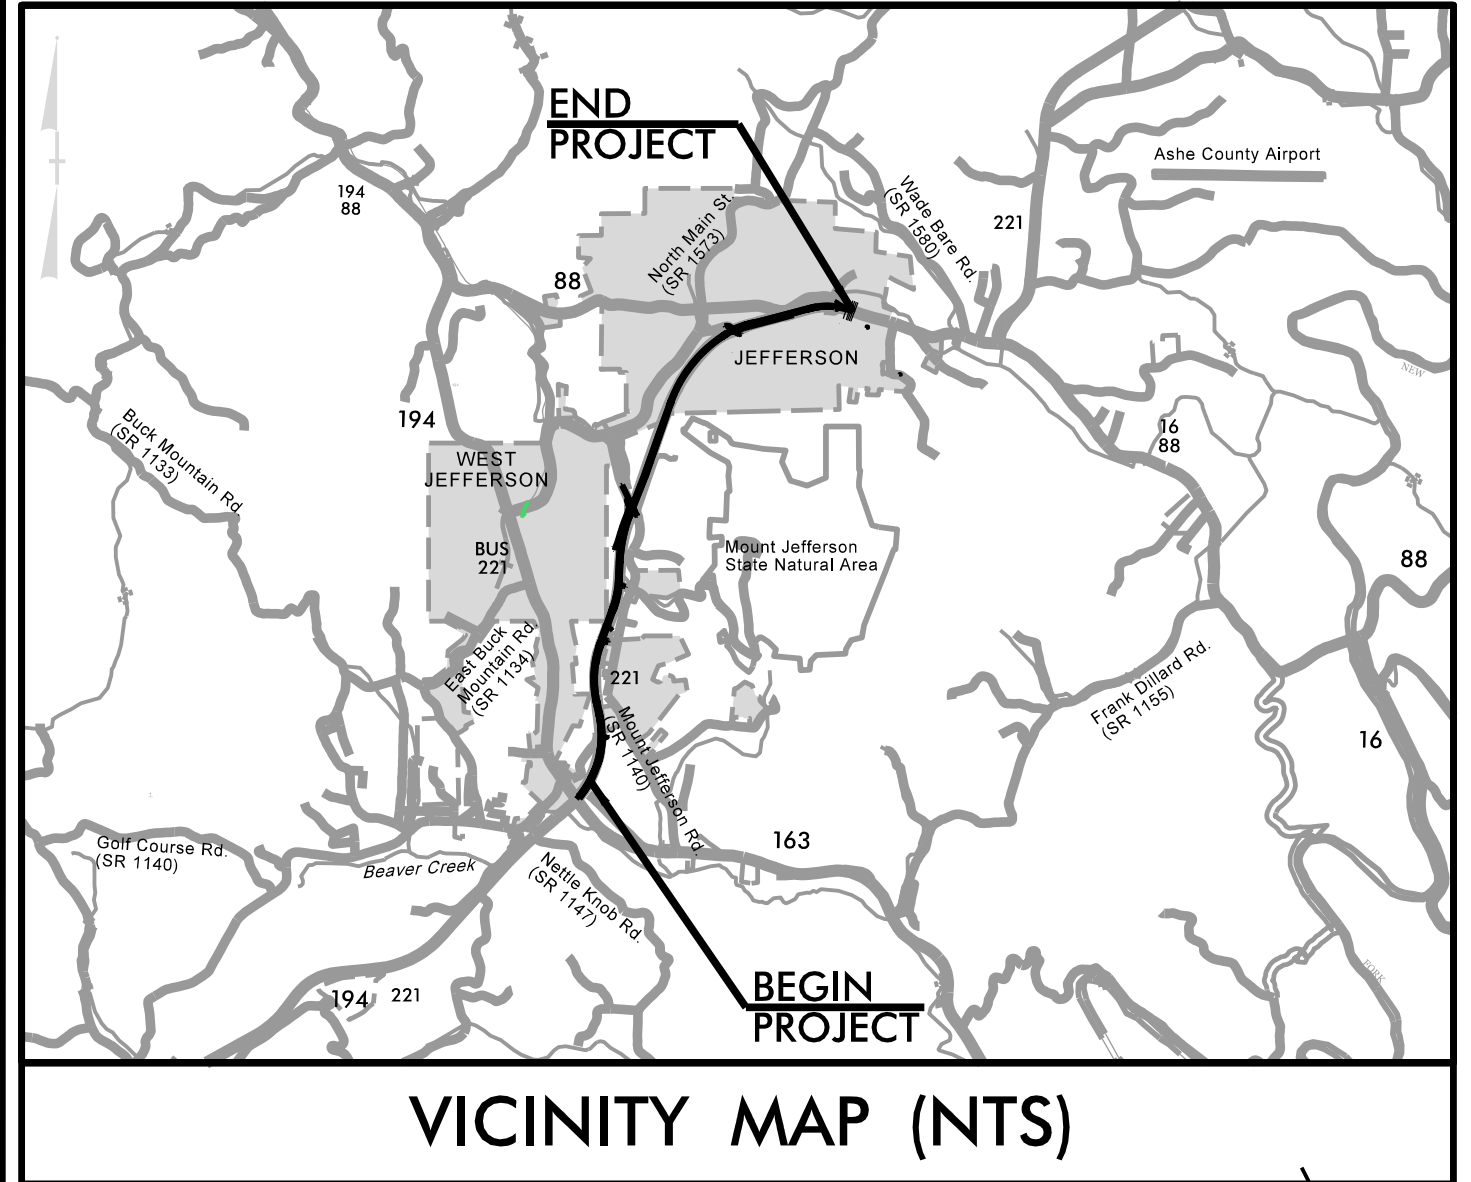 END
PROJECT
Ashe County Airport
194
88
North Main St.
(SR 1573)
Wade Bare Rd.
(SR 1580)
221
88
JEFFERSON
NEW
194
Buck Mountain Rd.
(SR 1133)
WEST
JEFFERSON
16
88
BUS
221
Mount Jefferson
State Natural Area
88
East Buck
Mountain Rd.
(SR 1134)
221
Frank Dillard Rd.
(SR 1155)
Mount Jefferson Rd.
(SR 1140)
16
Golf Course Rd.
(SR 1140)
Beaver Creek
163
Nettle Knob Rd.
(SR 1147)
FORK
194
221
BEGIN
PROJECT
VICINITY MAP (NTS)